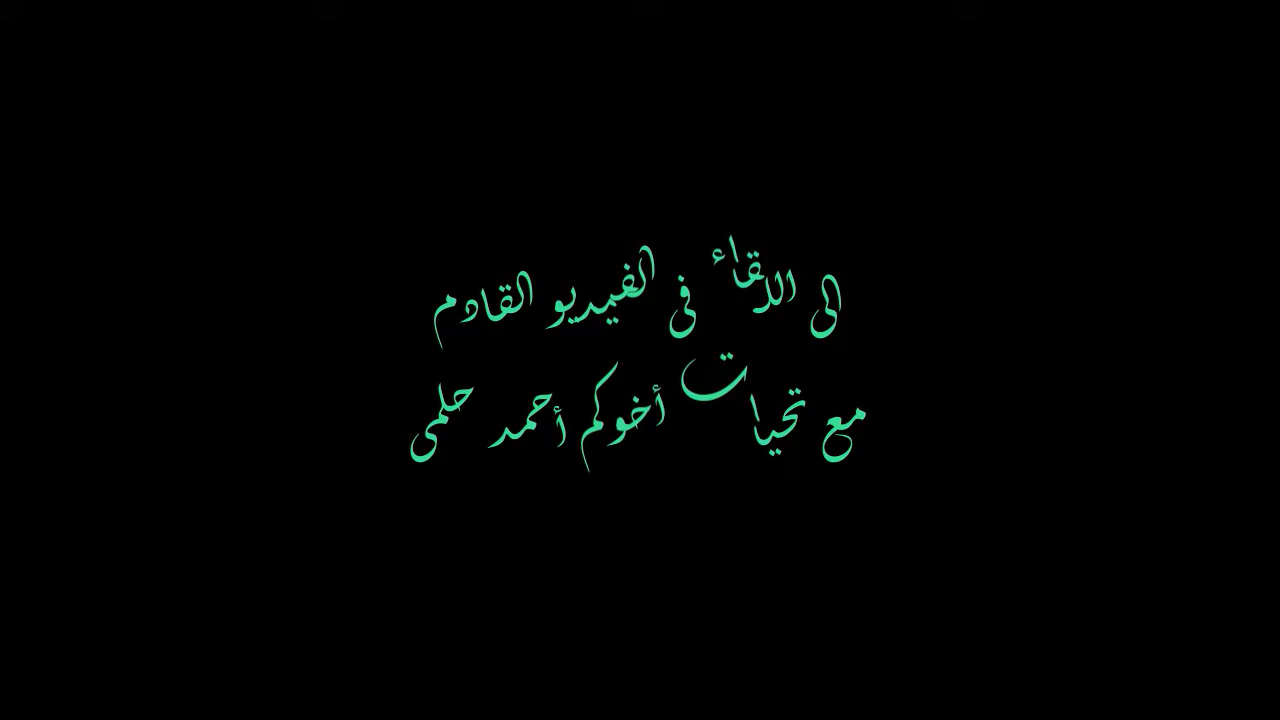 الى اللقاء فى الفيديو القادم
مع تحيات أخوكم أحمد حلمى